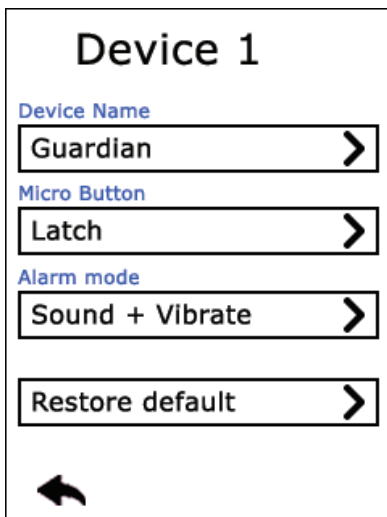 Device 1
Device Name
Guardian
Micro Button
Latch
Alarm mode
Sound + Vibrate
Restore default